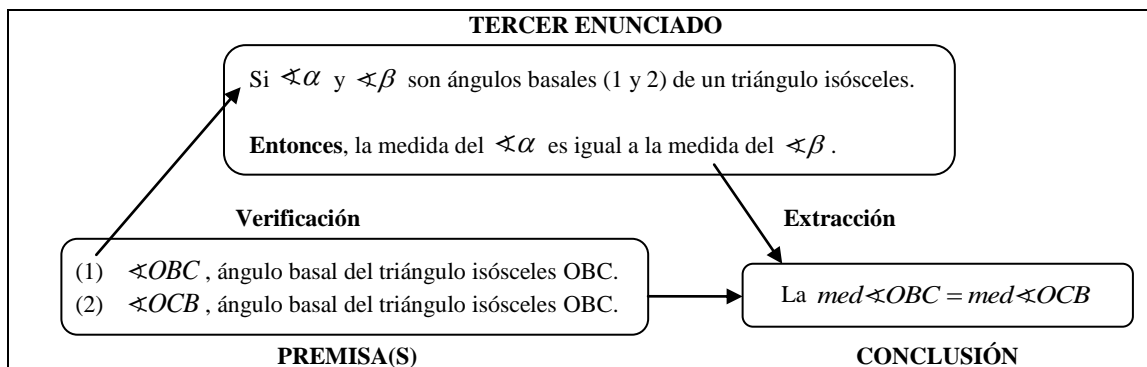 TERCER ENUNCIADO
Si ∢α y ∢β son ángulos basales (1 y 2) de un triángulo isósceles.
Entonces, la medida del ∢α es igual a la medida del ∢β.
Verificación
Extracción
(1) ∢OBC, ángulo basal del triángulo isósceles OBC.
(2) ∢OCB, ángulo basal del triángulo isósceles OBC.
La med∢OBC = med∢OCB
PREMISA(S)
CONCLUSIÓN